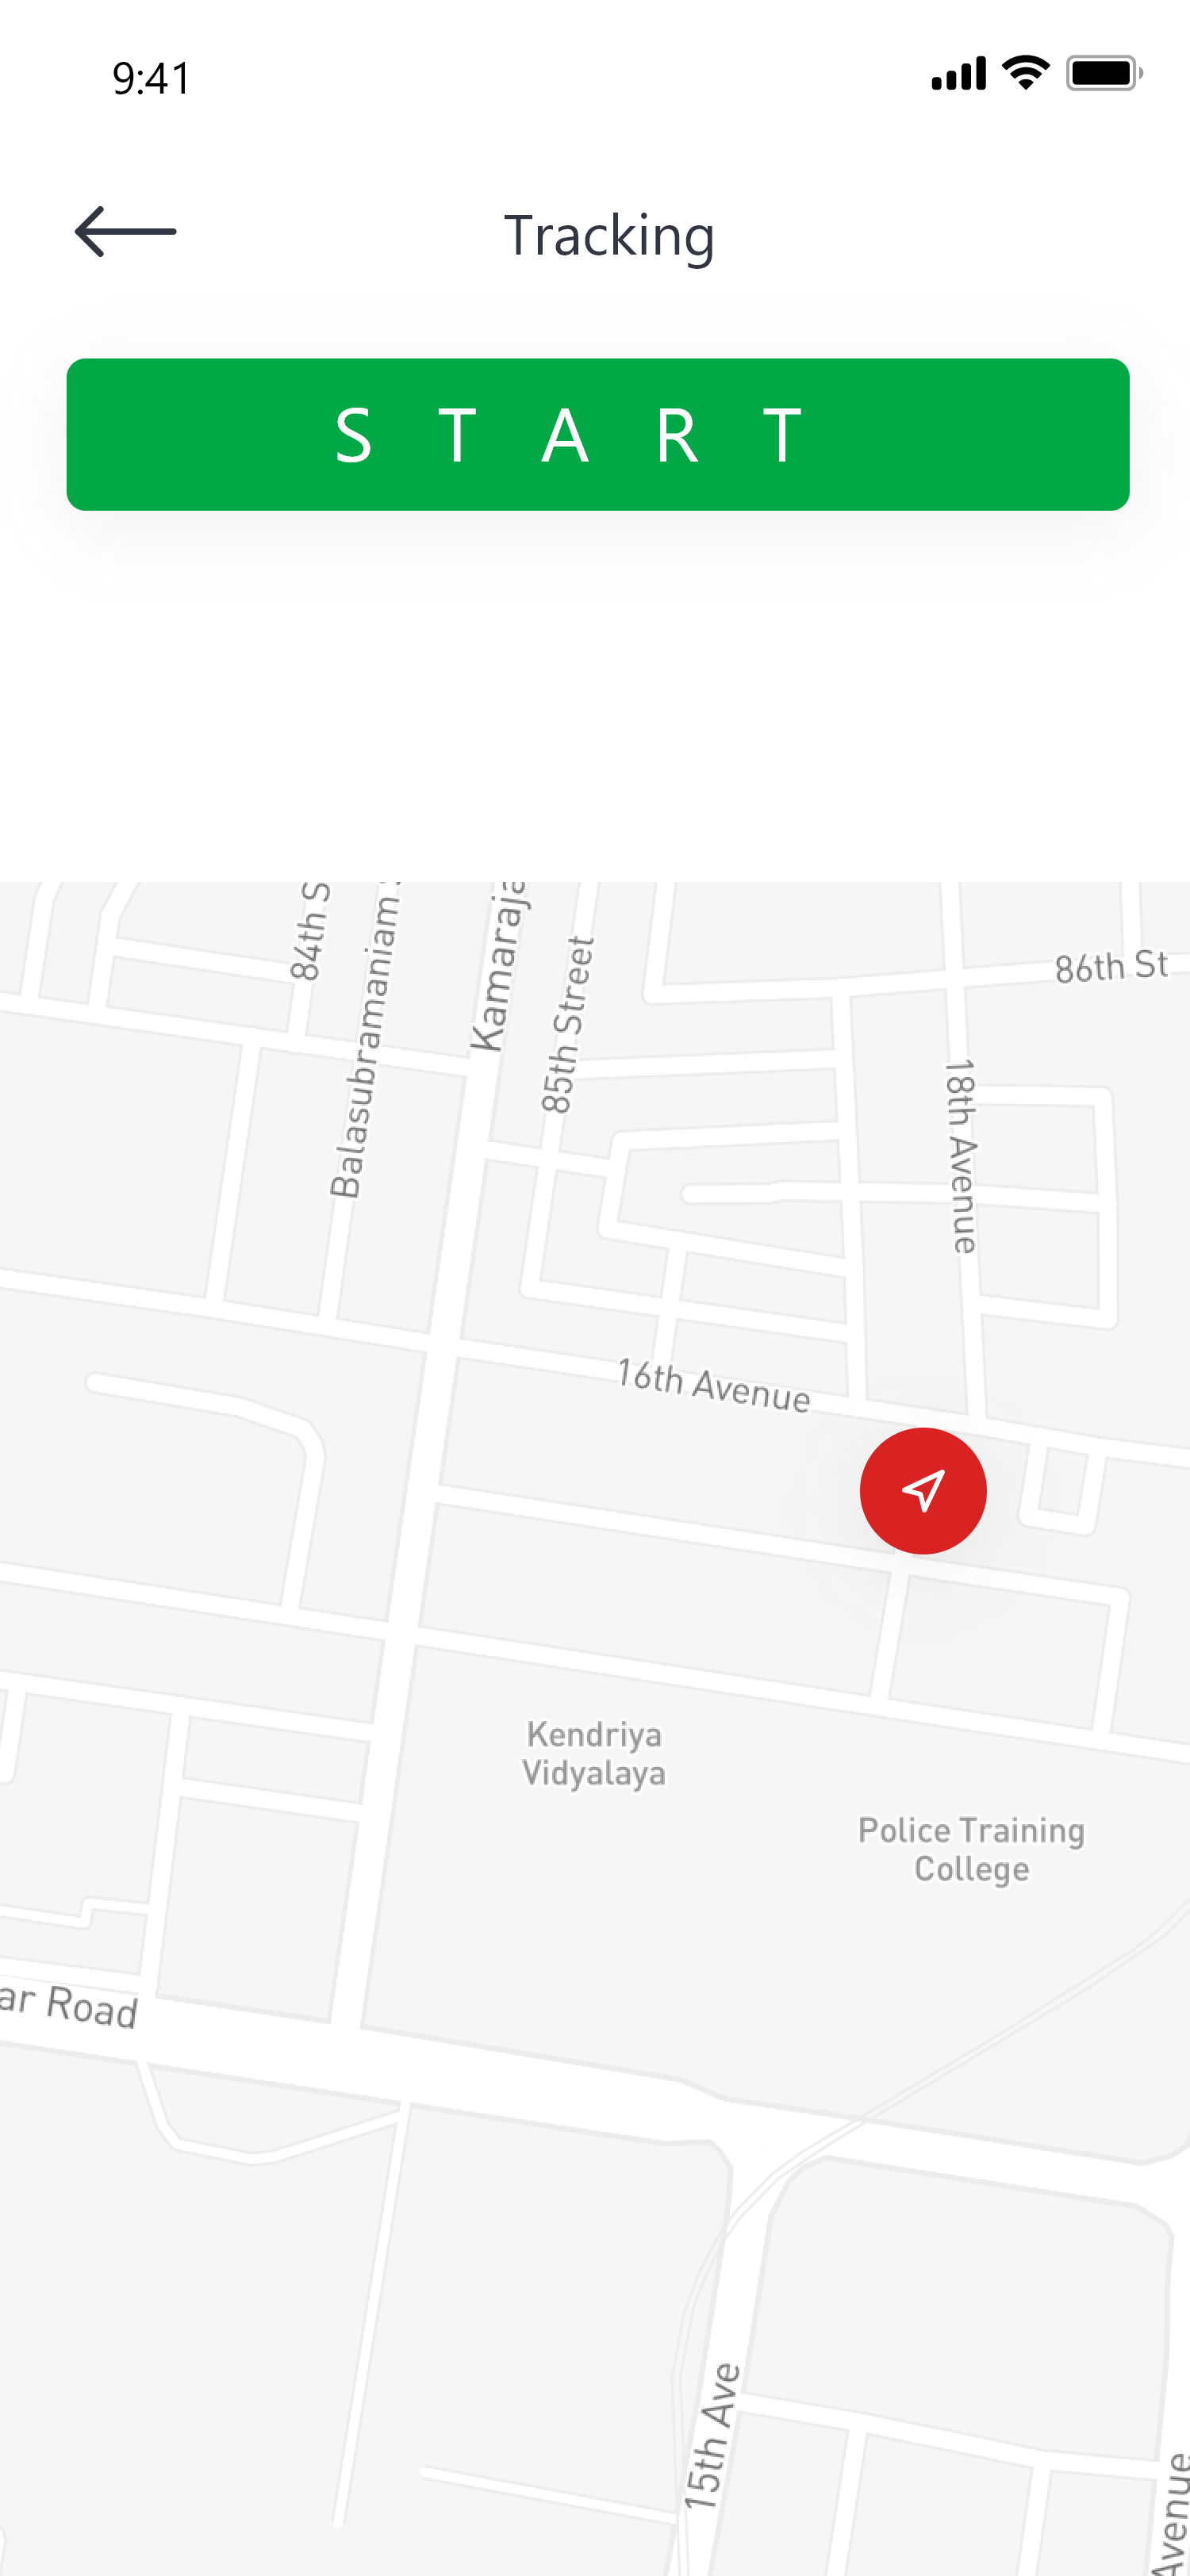 9:41
Tracking
START
84th S
Balasubramaniam
Kamaraja
85th Street
86th St
18th Avenue
16th Avenue
Kendriya
Vidyalaya
Police Training
College
ar Road
15th Ave
Avenue